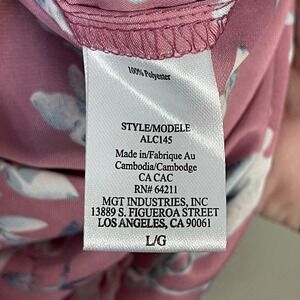 100% Polyester
STYLE/MODELE
ALC145
Made in/Fabrique Au
Cambodia/Cambodge
CA CAC
RN# 64211
MGT INDUSTRIES, INC
13889 S. FIGUEROA STREET
LOS ANGELES, CA 90061
L/G